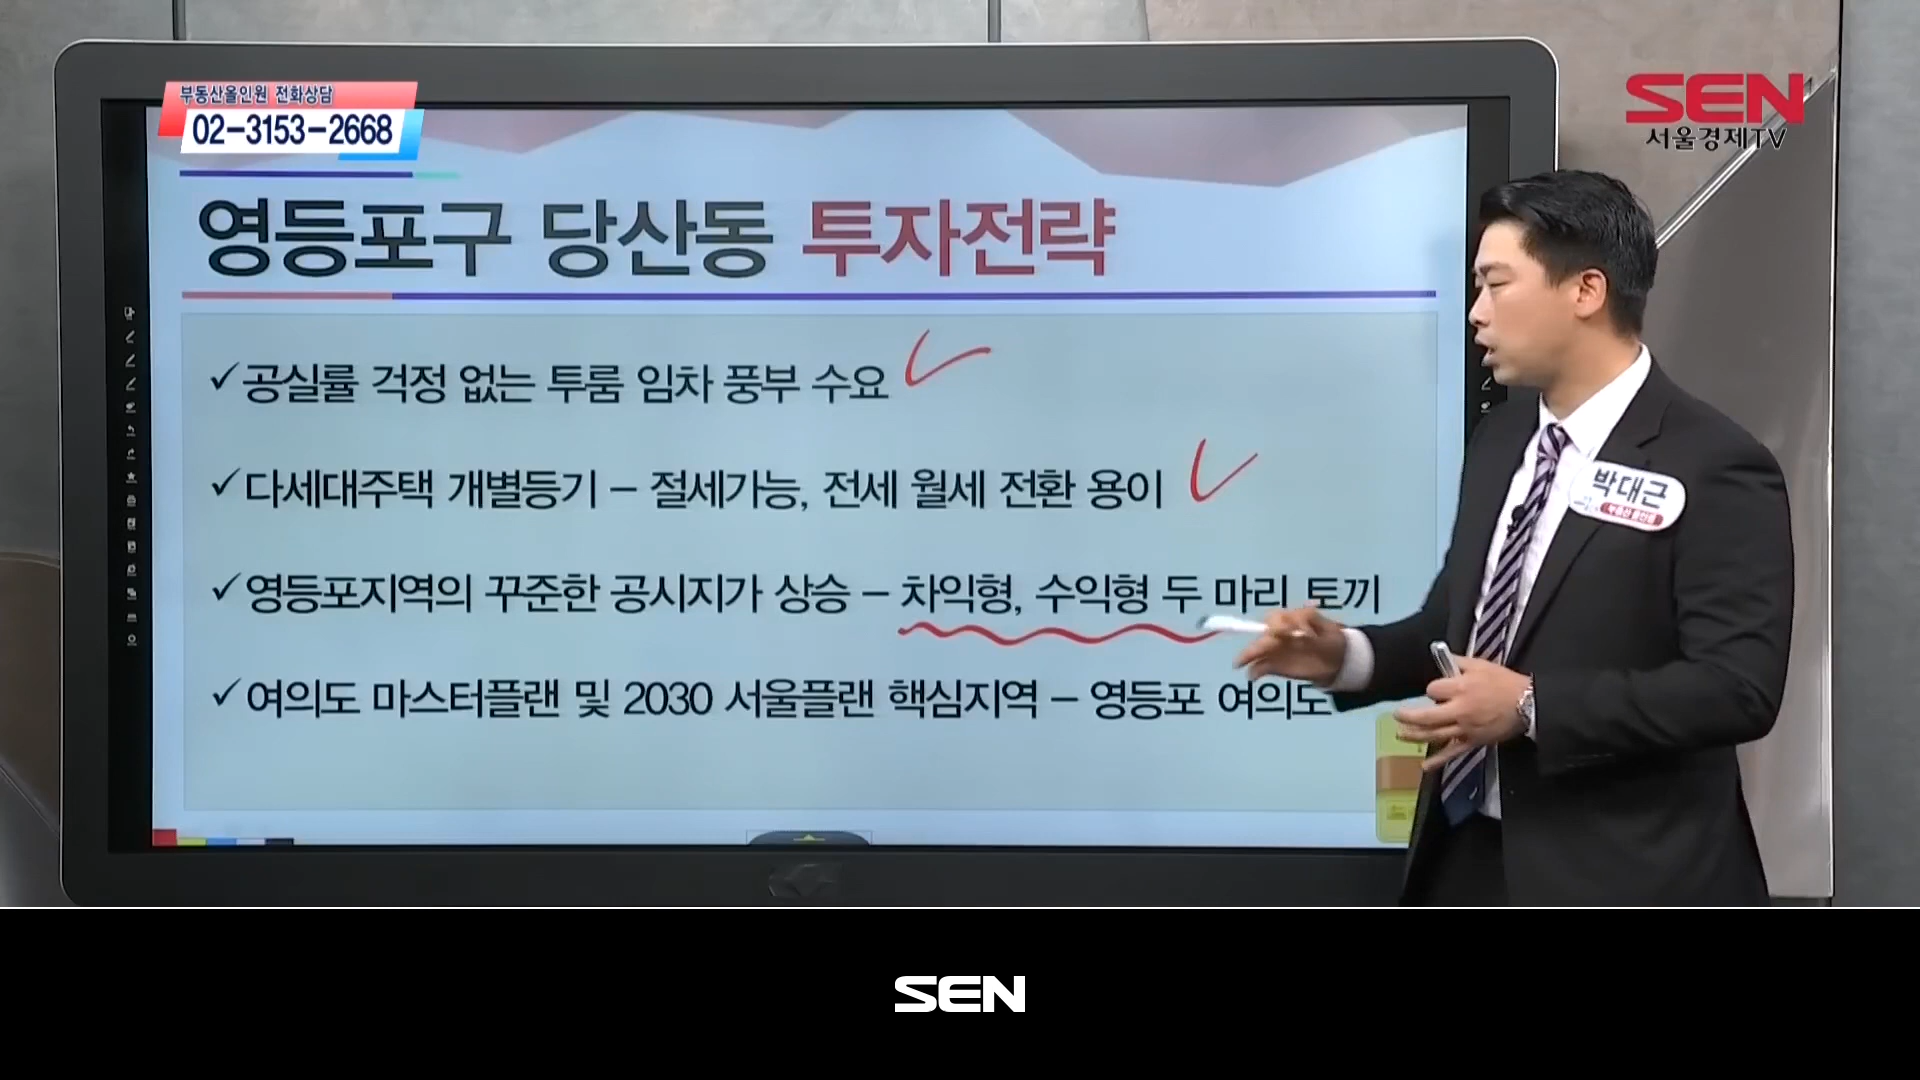 부동산올인원 전화상담
02-3153-2668
SEN
서울경제TV
영등포구 당산동 투자전략
✓공실률 걱정 없는 투룸 임차 풍부 수요
✓다세대주택 개별등기 – 절세가능, 전세 월세 전환 용이
✓영등포지역의 꾸준한 공시지가 상승 – 차익형, 수익형 두 마리 토끼
✓여의도 마스터플랜 및 2030 서울플랜 핵심지역 – 영등포 여의도
박대근
SEN